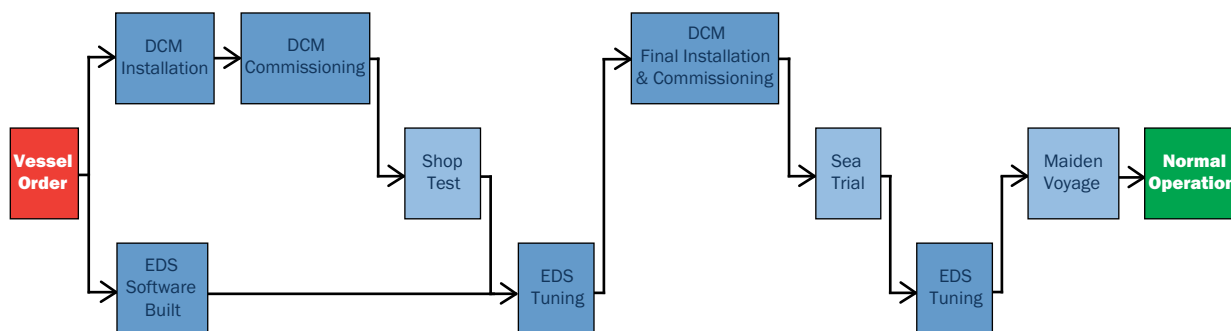 Vessel
Order
DCM
Installation
DCM
Commissioning
EDS
Software
Built
Shop
Test
EDS
Tuning
DCM
Final Installation
& Commissioning
Sea
Trial
EDS
Tuning
Maiden
Voyage
Normal
Operation